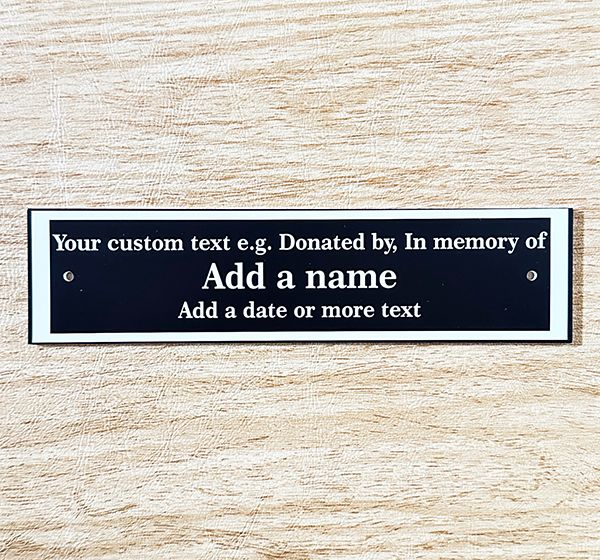 Your custom text e.g. Donated by, In memory of
Add a name
Add a date or more text